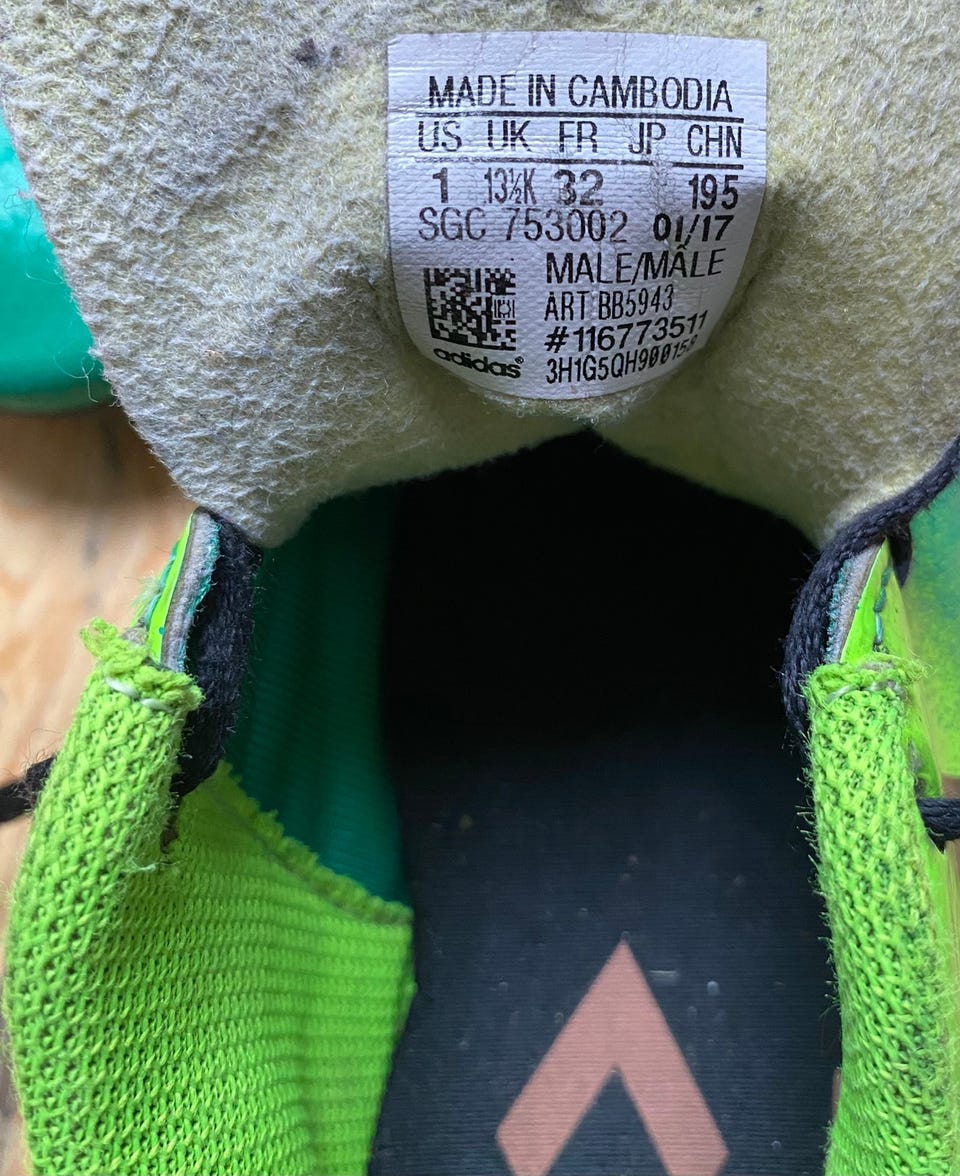 MADE IN CAMBODIA
US UK FR JP CHN
1 13½K 32 195
SGC 753002 01/17
MALE/MÂLE
ART BB5943
#116773511
adidas® 3H1G5QH900158